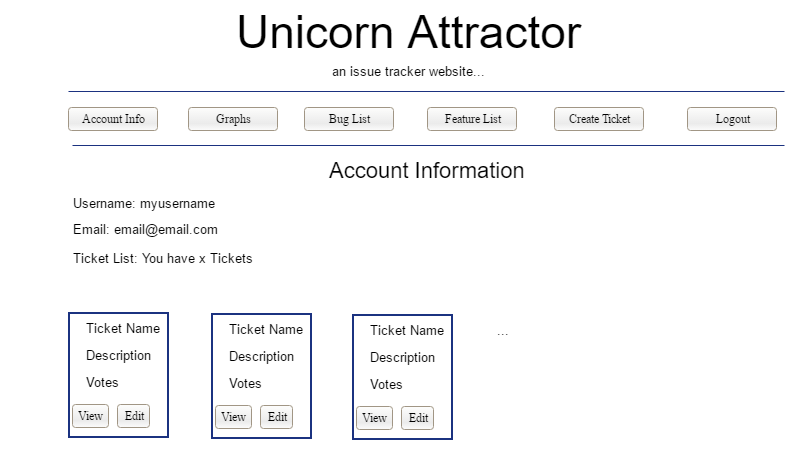 Unicorn Attractor
an issue tracker website...
Account Info Graphs Bug List Feature List Create Ticket Logout
Account Information
Username: myusername
Email: email@email.com
Ticket List: You have x Tickets
Ticket Name Ticket Name Ticket Name ...
Description Description Description
Votes Votes Votes
View Edit View Edit View Edit